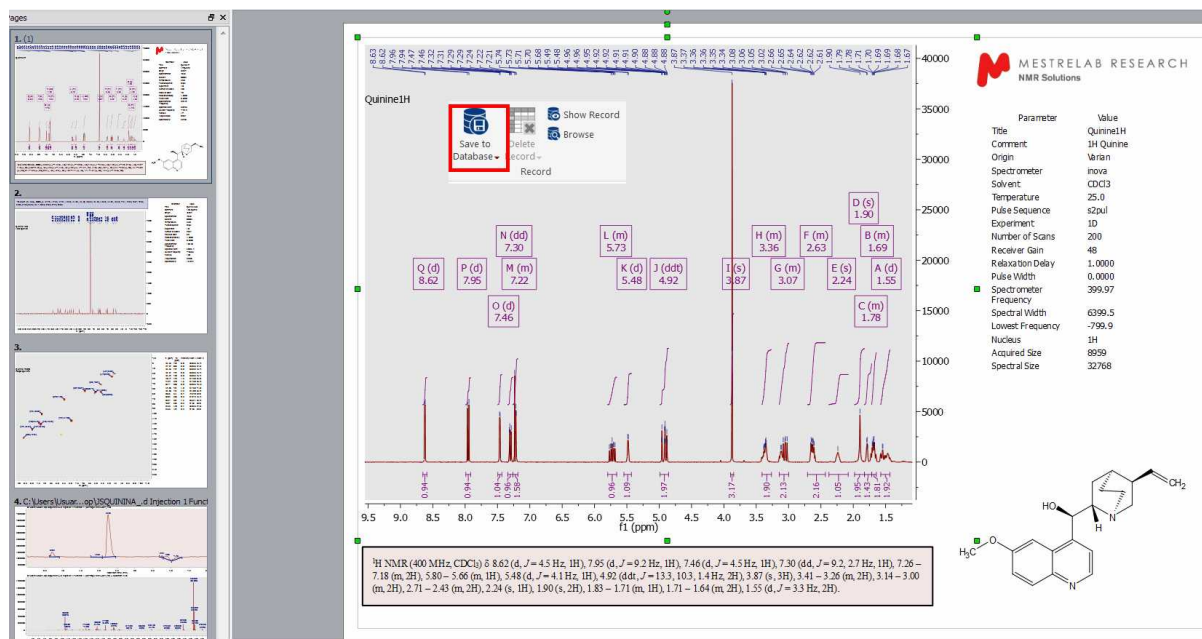 ages
1. (1)
2.
3.
4. C:\Users\Usuar...op\JSQUININA_.d Injection 1 Funct
8.63 8.62 7.96 7.94 7.47 7.46 7.32 7.31 7.29 7.29 7.24 7.22 7.21 5.74 5.73 5.71 5.70 5.68 5.49 5.48 4.96 4.96 4.95 4.92 4.92 4.91 4.91 4.90 4.88 4.88 4.88 3.87 3.37 3.36 3.36 3.35 3.34 3.08 3.06 3.05 3.02 2.66 2.65 2.64 2.62 2.62 2.61 1.90 1.79 1.78 1.71 1.70 1.69 1.69 1.68 1.67
Quinine1H
Save to Database
Delete Record
Show Record
Browse
Record
D (s)
1.90
N (dd)
7.30
L (m)
5.73
H (m)
3.36
F (m)
2.63
B (m)
1.69
Q (d)
8.62
P (d)
7.95
M (m)
7.22
K (d)
5.48
J (ddt)
4.92
I (s)
3.87
G (m)
3.07
E (s)
2.24
A (d)
1.55
O (d)
7.46
C (m)
1.78
40000
35000
30000
25000
20000
15000
10000
5000
0
0.94 0.94 1.04 0.96 1.58 0.96 1.09 1.97 3.17 1.90 2.13 2.16 1.05 1.95 1.43 1.81 1.92
9.5 9.0 8.5 8.0 7.5 7.0 6.5 6.0 5.5 5.0 4.5 4.0 3.5 3.0 2.5 2.0 1.5
f1 (ppm)
¹H NMR (400 MHz, CDCl₃) δ 8.62 (d, J = 4.5 Hz, 1H), 7.95 (d, J = 9.2 Hz, 1H), 7.46 (d, J = 4.5 Hz, 1H), 7.30 (dd, J = 9.2, 2.7 Hz, 1H), 7.26 –
7.18 (m, 2H), 5.80 – 5.66 (m, 1H), 5.48 (d, J = 4.1 Hz, 1H), 4.92 (ddt, J = 13.3, 10.3, 1.4 Hz, 2H), 3.87 (s, 3H), 3.41 – 3.26 (m, 2H), 3.14 – 3.00
(m, 2H), 2.71 – 2.43 (m, 2H), 2.24 (s, 1H), 1.90 (s, 2H), 1.83 – 1.71 (m, 1H), 1.71 – 1.64 (m, 2H), 1.55 (d, J = 3.3 Hz, 2H).
MESTRELAB RESEARCH
NMR Solutions
Parameter Value
Title Quinine1H
Comment 1H Quinine
Origin Varian
Spectrometer inova
Solvent CDCl3
Temperature 25.0
Pulse Sequence s2pul
Experiment 1D
Number of Scans 200
Receiver Gain 48
Relaxation Delay 1.0000
Pulse Width 0.0000
Spectrometer Frequency 399.97
Spectral Width 6399.5
Lowest Frequency -799.9
Nucleus 1H
Acquired Size 8959
Spectral Size 32768
CH₂
HO
N
H
O
CH₃
N